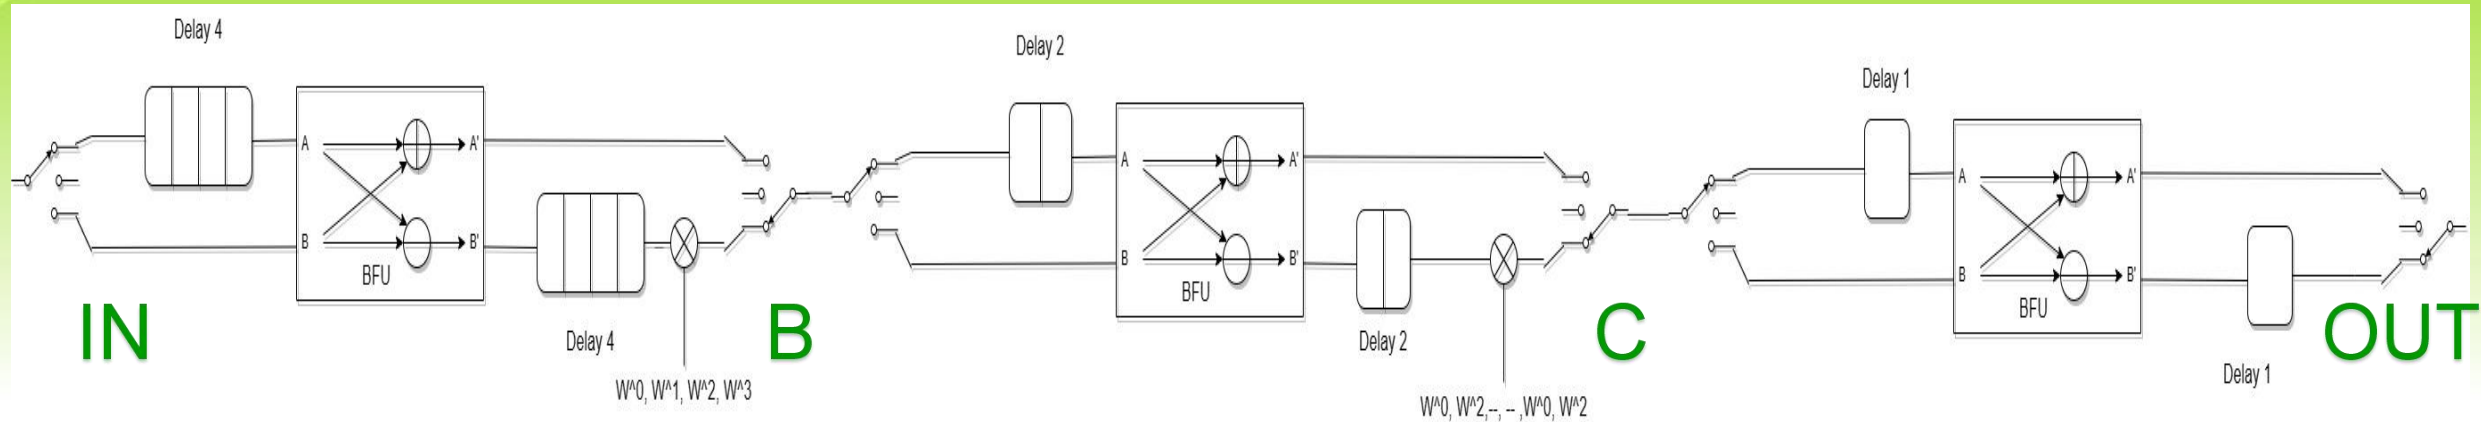 Delay 4
A
A'
B
B'
BFU
Delay 4
W^0, W^1, W^2, W^3
IN
B
Delay 2
A
A'
B
B'
BFU
Delay 2
W^0, W^2,--, -- ,W^0, W^2
C
Delay 1
A
A'
B
B'
BFU
Delay 1
OUT